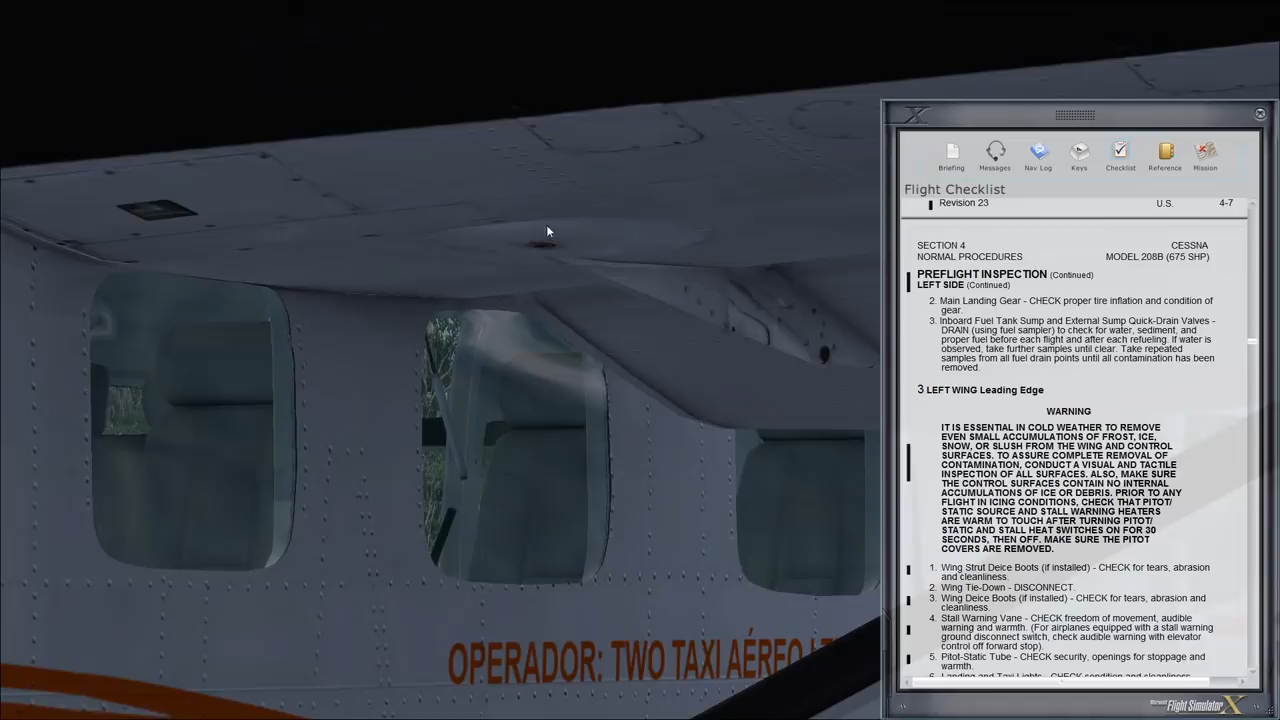 Briefing Messages Nav Log Keys Checklist Reference Mission
Flight Checklist
Revision 23 U.S. 4-7
SECTION 4 CESSNA
NORMAL PROCEDURES MODEL 208B (675 SHP)
PREFLIGHT INSPECTION (Continued)
LEFT SIDE (Continued)
2. Main Landing Gear - CHECK proper tire inflation and condition of
gear.
3. Inboard Fuel Tank Sump and External Sump Quick-Drain Valves -
DRAIN (using fuel sampler) to check for water, sediment, and
proper fuel before each flight and after each refueling. If water is
observed, take further samples until clear. Take repeated
samples from all fuel drain points until all contamination has been
removed.
3 LEFT WING Leading Edge
WARNING
IT IS ESSENTIAL IN COLD WEATHER TO REMOVE
EVEN SMALL ACCUMULATIONS OF FROST, ICE,
SNOW, OR SLUSH FROM THE WING AND CONTROL
SURFACES. TO ASSURE COMPLETE REMOVAL OF
CONTAMINATION, CONDUCT A VISUAL AND TACTILE
INSPECTION OF ALL SURFACES. ALSO, MAKE SURE
THE CONTROL SURFACES CONTAIN NO INTERNAL
ACCUMULATIONS OF ICE OR DEBRIS. PRIOR TO ANY
FLIGHT IN ICING CONDITIONS, CHECK THAT PITOT/
STATIC SOURCE AND STALL WARNING HEATERS
ARE WARM TO TOUCH AFTER TURNING PITOT/
STATIC AND STALL HEAT SWITCHES ON FOR 30
SECONDS, THEN OFF. MAKE SURE THE PITOT
COVERS ARE REMOVED.
1. Wing Strut Deice Boots (if installed) - CHECK for tears, abrasion
and cleanliness.
2. Wing Tie-Down - DISCONNECT.
3. Wing Deice Boots (if installed) - CHECK for tears, abrasion and
cleanliness.
4. Stall Warning Vane - CHECK freedom of movement, audible
warning and warmth. (For airplanes equipped with a stall warning
ground disconnect switch, check audible warning with elevator
control off forward stop).
5. Pitot-Static Tube - CHECK security, openings for stoppage and
warmth.
6. Landing and Taxi Lights - CHECK condition and cleanliness
OPERADOR: TWO TAXI AÉREO
Microsoft Flight Simulator X